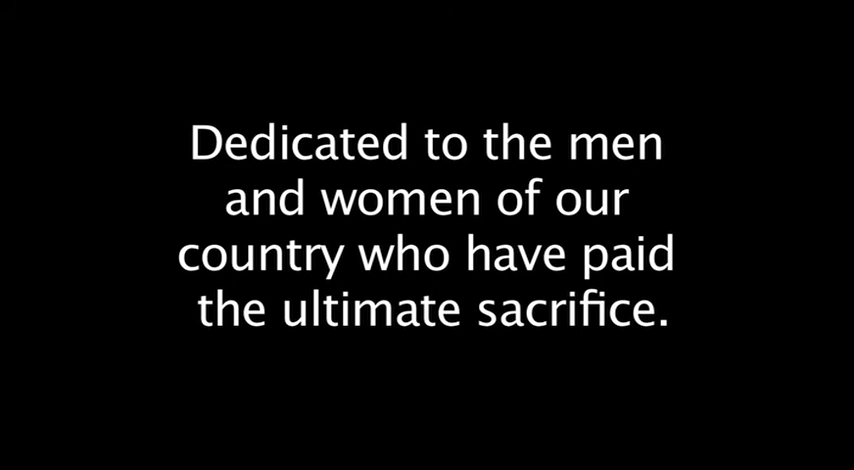 Dedicated to the men
and women of our
country who have paid
the ultimate sacrifice.